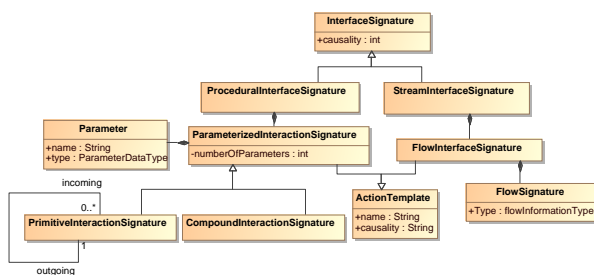 InterfaceSignature
+causality : int
ProceduralInterfaceSignature
StreamInterfaceSignature
Parameter
+name : String
+type : ParameterDataType
ParameterizedInteractionSignature
-numberOfParameters : int
FlowInterfaceSignature
incoming
0..*
PrimitiveInteractionSignature
1
outgoing
CompoundInteractionSignature
ActionTemplate
+name : String
+causality : String
FlowSignature
+Type : flowInformationType